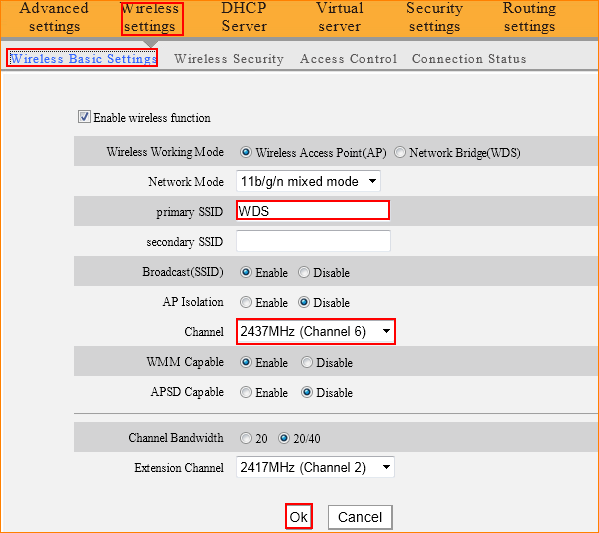 Advanced settings Wireless settings DHCP Server Virtual server Security settings Routing settings
Wireless Basic Settings Wireless Security Access Control Connection Status
Enable wireless function
Wireless Working Mode Wireless Access Point(AP) Network Bridge(WDS)
Network Mode 11b/g/n mixed mode
primary SSID WDS
secondary SSID
Broadcast(SSID) Enable Disable
AP Isolation Enable Disable
Channel 2437MHz (Channel 6)
WMM Capable Enable Disable
APSD Capable Enable Disable
Channel Bandwidth 20 20/40
Extension Channel 2417MHz (Channel 2)
Ok Cancel